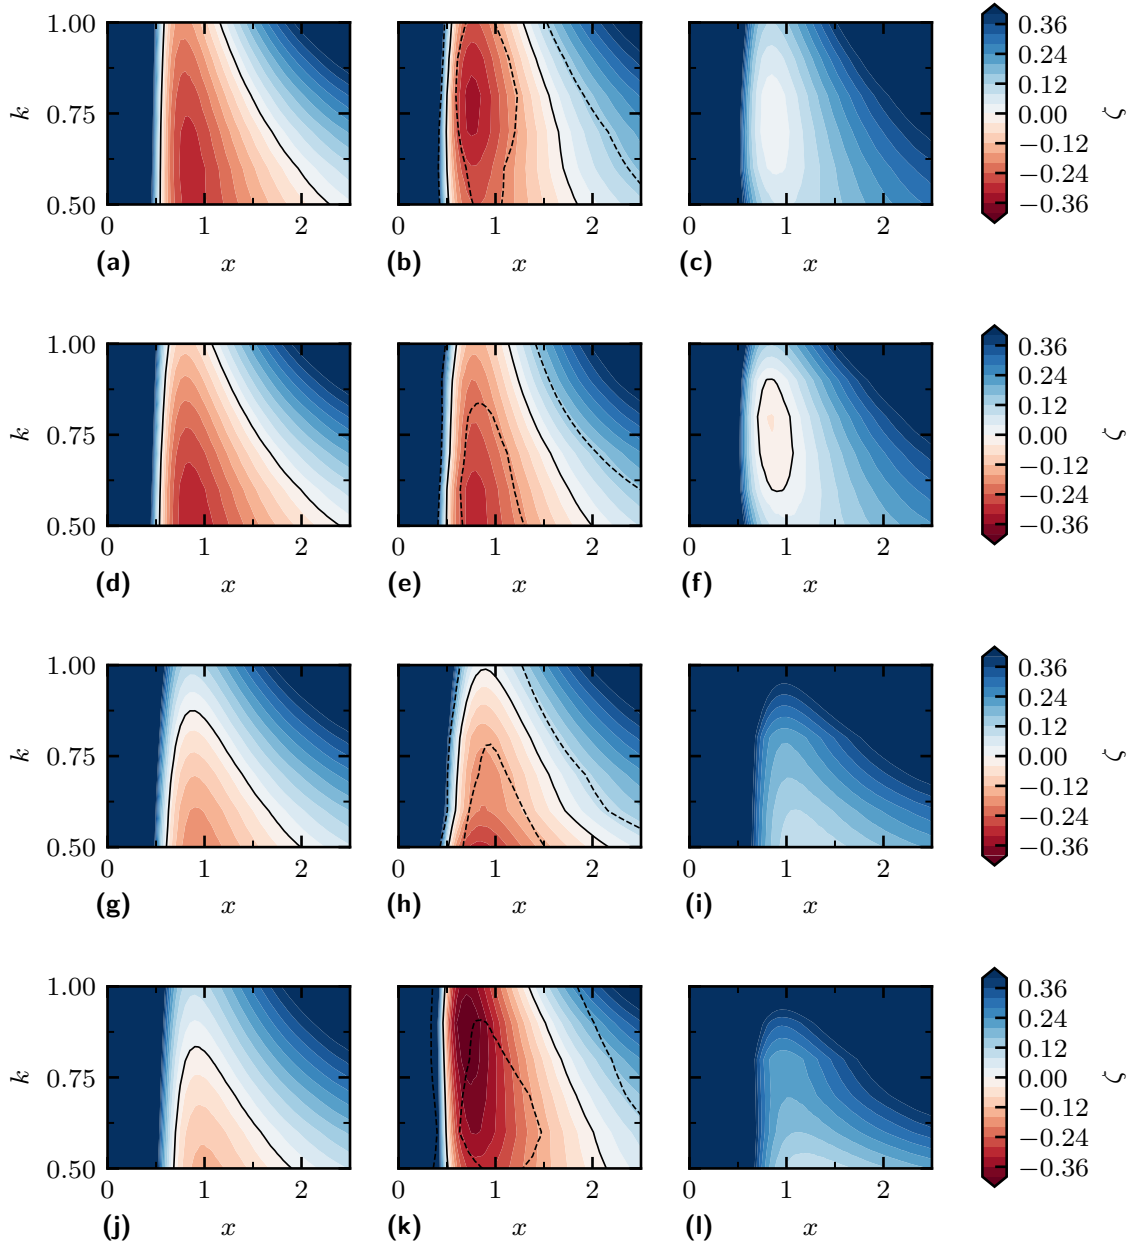 1.00
0.75
0.50
k
0 1 2
0 1 2
0 1 2
(a) x
(b) x
(c) x
0.36
0.24
0.12
0.00
−0.12
−0.24
−0.36
ζ
1.00
0.75
0.50
k
0 1 2
0 1 2
0 1 2
(d) x
(e) x
(f) x
0.36
0.24
0.12
0.00
−0.12
−0.24
−0.36
ζ
1.00
0.75
0.50
k
0 1 2
0 1 2
0 1 2
(g) x
(h) x
(i) x
0.36
0.24
0.12
0.00
−0.12
−0.24
−0.36
ζ
1.00
0.75
0.50
k
0 1 2
0 1 2
0 1 2
(j) x
(k) x
(l) x
0.36
0.24
0.12
0.00
−0.12
−0.24
−0.36
ζ